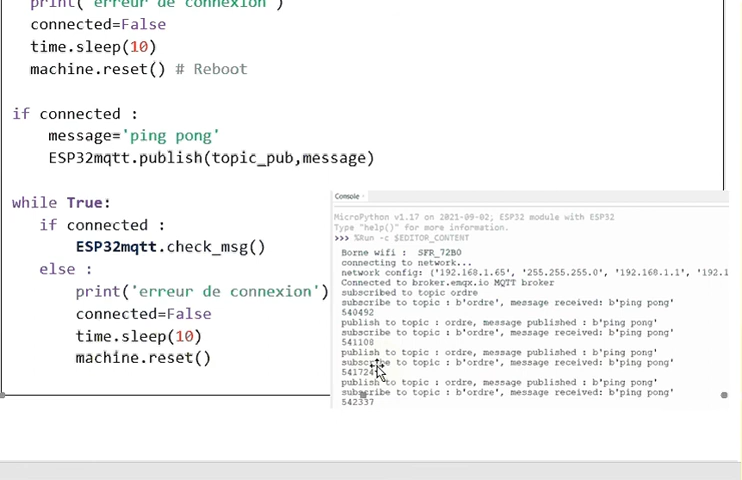 print('erreur de connexion')
connected=False
time.sleep(10)
machine.reset() # Reboot
if connected :
message='ping pong'
ESP32mqtt.publish(topic_pub,message)
while True:
if connected :
ESP32mqtt.check_msg()
else :
print('erreur de connexion')
connected=False
time.sleep(10)
machine.reset()
Console
MicroPython v1.17 on 2021-09-02; ESP32 module with ESP32
Type "help()" for more information.
>>> %Run -c $EDITOR_CONTENT
Borne wifi : SFR_72B0
connecting to network...
network config: ('192.168.1.65', '255.255.255.0', '192.168.1.1', '192.1
Connected to broker.emqx.io MQTT broker
subscribed to topic ordre
subscribe to topic : b'ordre', message received: b'ping pong'
540492
publish to topic : ordre, message published : b'ping pong'
subscribe to topic : b'ordre', message received: b'ping pong'
541108
publish to topic : ordre, message published : b'ping pong'
subscribe to topic : b'ordre', message received: b'ping pong'
541724
publish to topic : ordre, message published : b'ping pong'
subscribe to topic : b'ordre', message received: b'ping pong'
542337